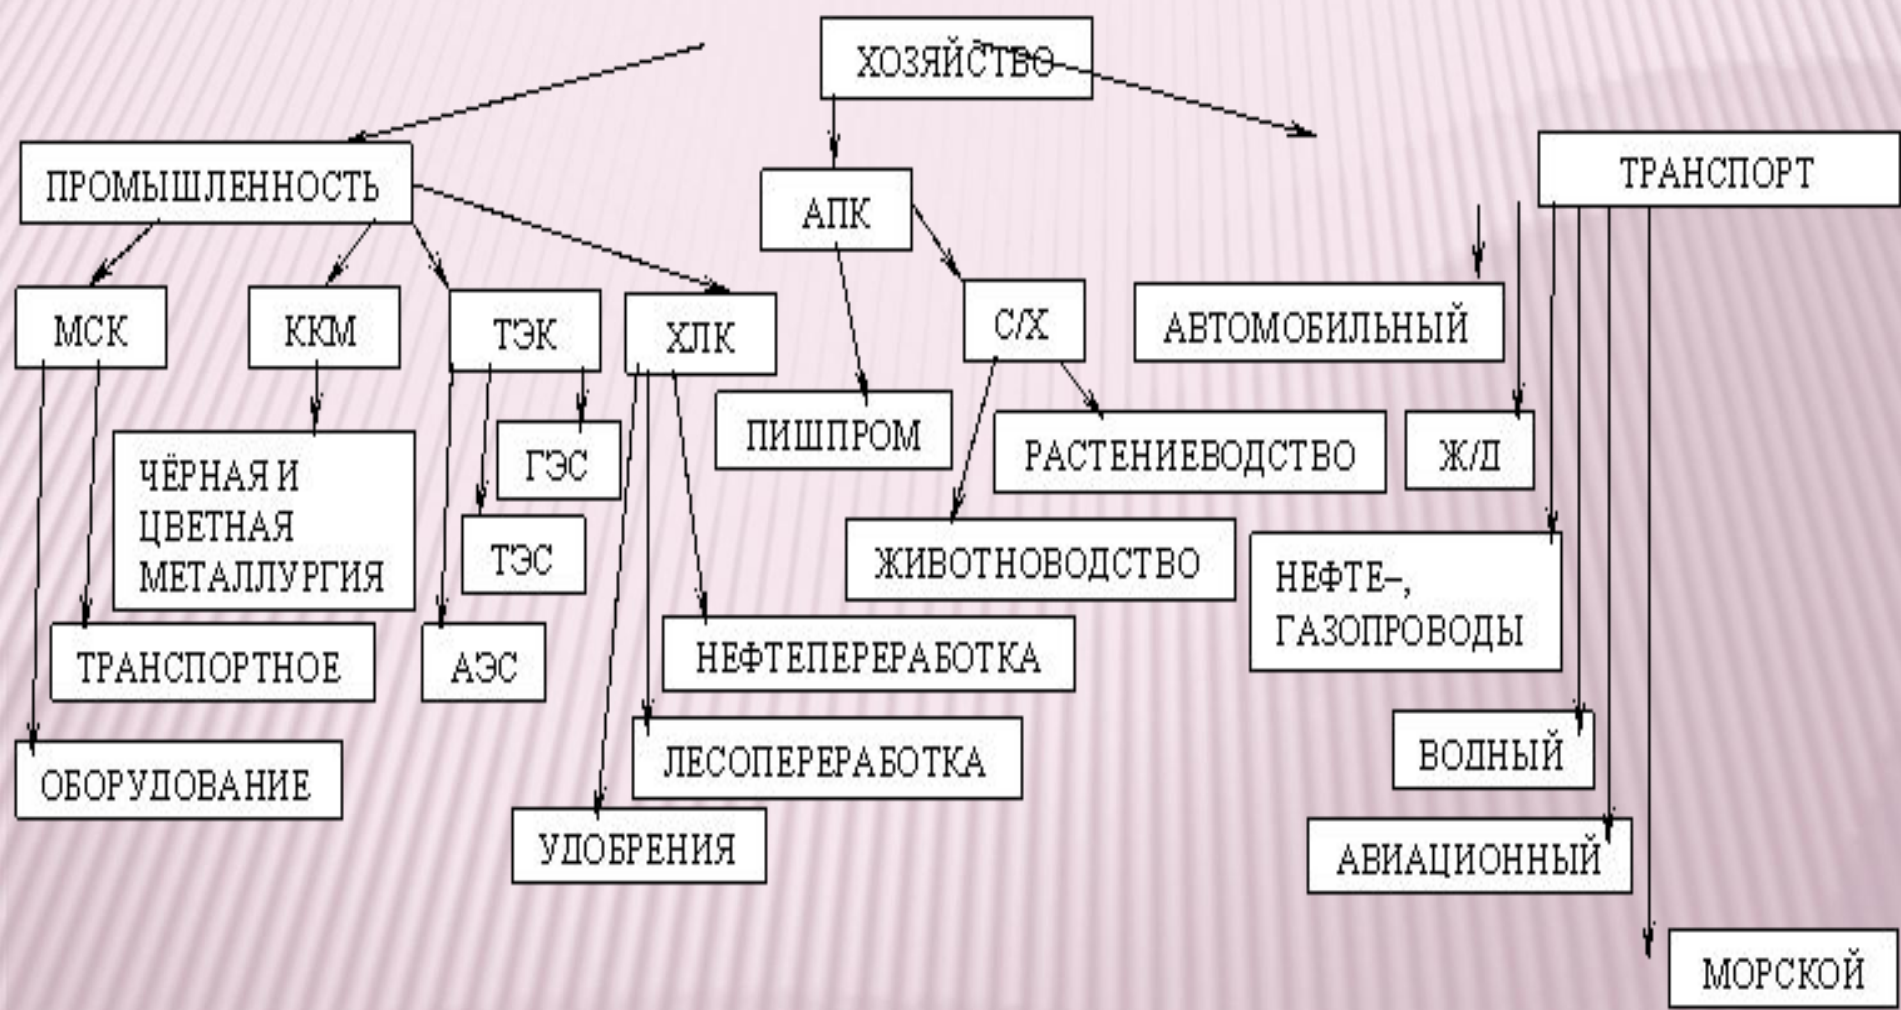 ХОЗЯЙСТВО
ПРОМЫШЛЕННОСТЬ
АПК
ТРАНСПОРТ
МСК
ККМ
ТЭК
ХЛК
С/Х
АВТОМОБИЛЬНЫЙ
ПИШПРОМ
РАСТЕНИЕВОДСТВО
Ж/Д
ЧЁРНАЯ И
ЦВЕТНАЯ
МЕТАЛЛУРГИЯ
ГЭС
ТЭС
ЖИВОТНОВОДСТВО
НЕФТЕ–,
ГАЗОПРОВОДЫ
ТРАНСПОРТНОЕ
АЭС
НЕФТЕПЕРЕРАБОТКА
ОБОРУДОВАНИЕ
ЛЕСОПЕРЕРАБОТКА
ВОДНЫЙ
УДОБРЕНИЯ
АВИАЦИОННЫЙ
МОРСКОЙ